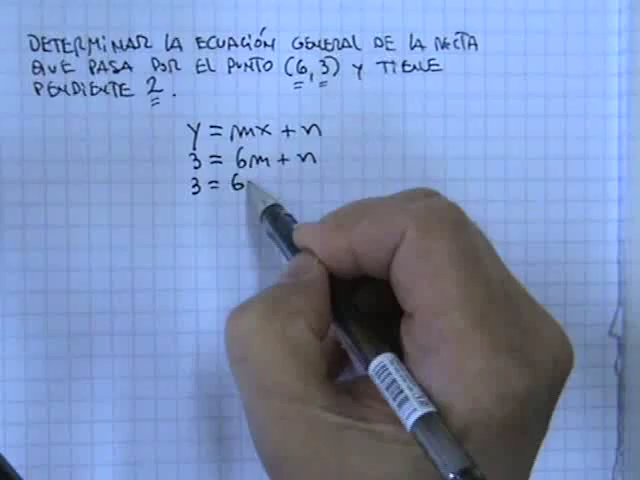 DETERMINAR LA ECUACIÓN GENERAL DE LA RECTA
QUE PASA POR EL PUNTO (6,3) Y TIENE
PENDIENTE 2.
y = mx + n
3 = 6m + n
3 = 6